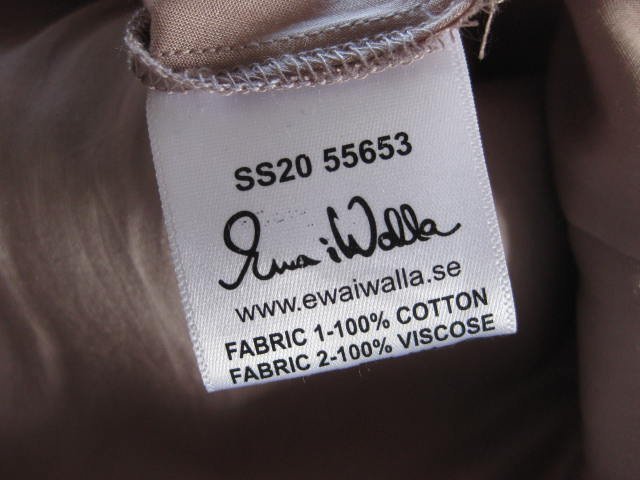 SS20 55653
Ewa i Walla
www.ewaiwalla.se
FABRIC 1-100% COTTON
FABRIC 2-100% VISCOSE